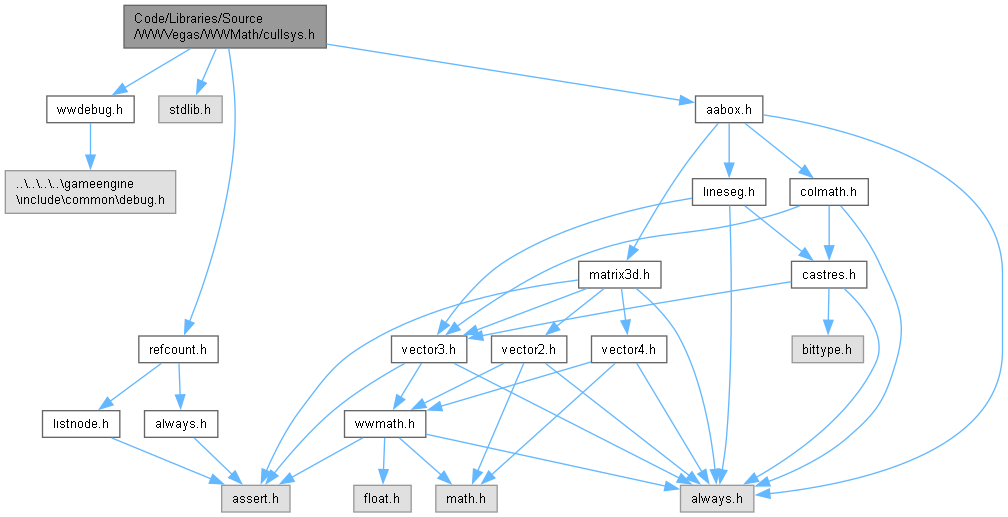 Code/Libraries/Source
/WWVegas/WWMath/cullsys.h
wwdebug.h
stdlib.h
aabox.h
..\..\..\..\gameengine
\include\common\debug.h
lineseg.h
colmath.h
matrix3d.h
castres.h
refcount.h
vector3.h
vector2.h
vector4.h
bittype.h
listnode.h
always.h
wwmath.h
assert.h
float.h
math.h
always.h